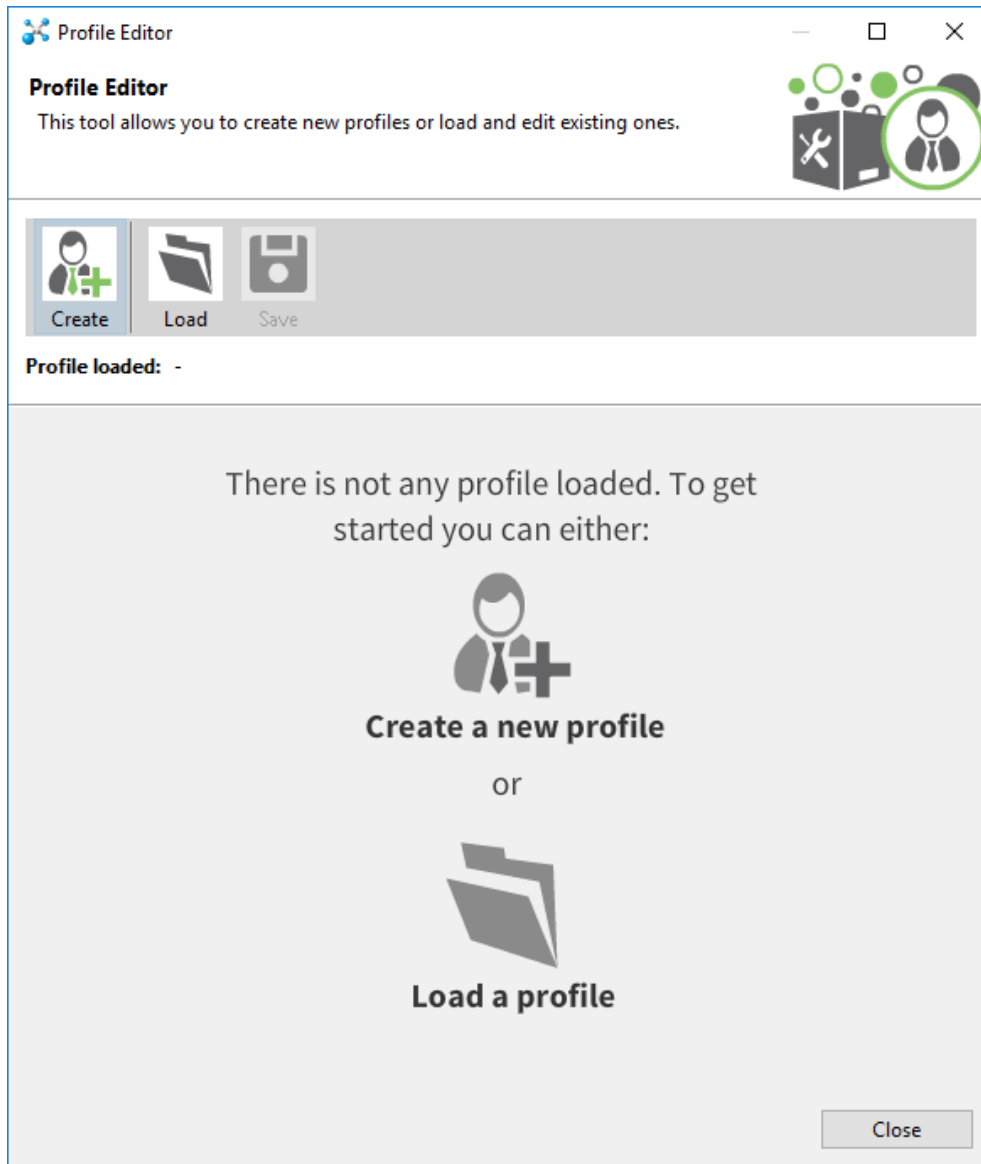 Profile Editor
Profile Editor
This tool allows you to create new profiles or load and edit existing ones.
Create Load Save
Profile loaded: -
There is not any profile loaded. To get
started you can either:
Create a new profile
or
Load a profile
Close